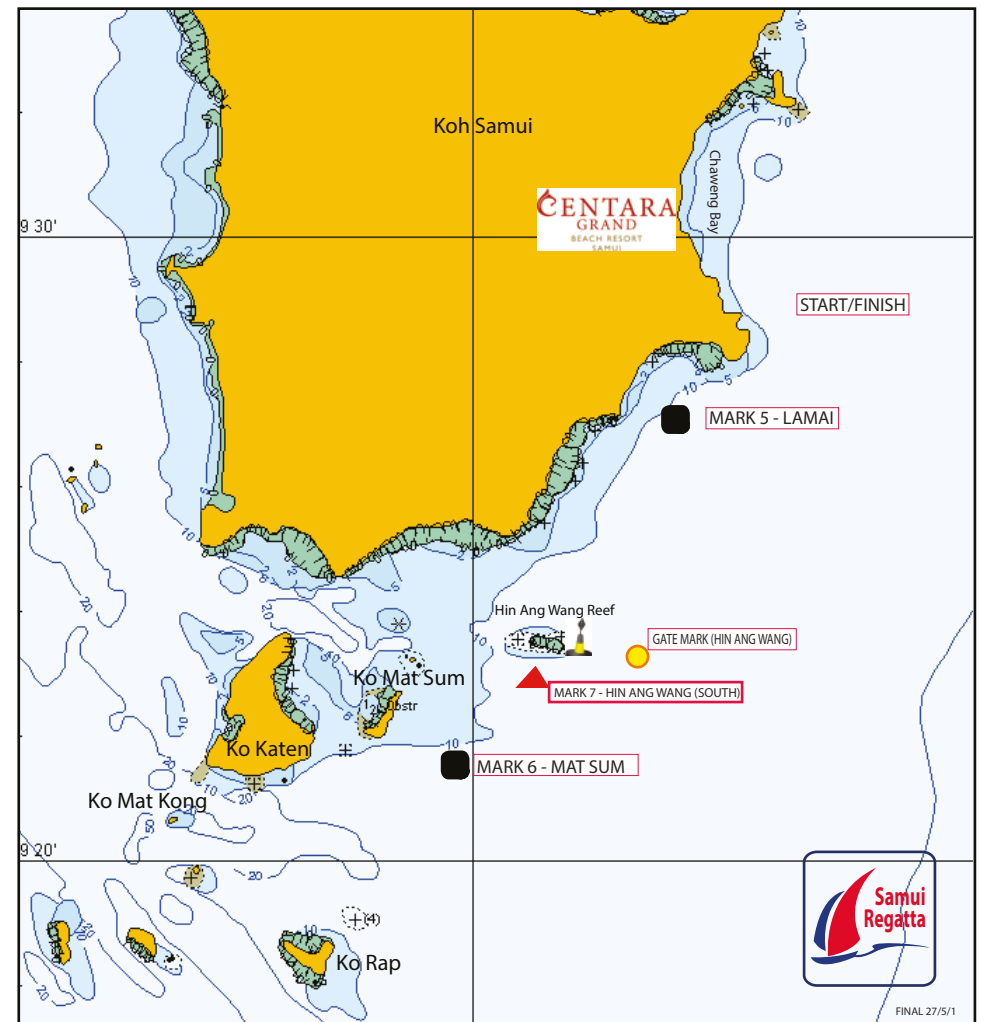 Koh Samui
Chaweng Bay
CENTARA
GRAND
BEACH RESORT
SAMUI
9 30'
START/FINISH
MARK 5 - LAMAI
Hin Ang Wang Reef
GATE MARK (HIN ANG WANG)
Ko Mat Sum
MARK 7 - HIN ANG WANG (SOUTH)
Ko Katen
MARK 6 - MAT SUM
Ko Mat Kong
9 20'
(4)
Ko Rap
Samui
Regatta
FINAL 27/5/1